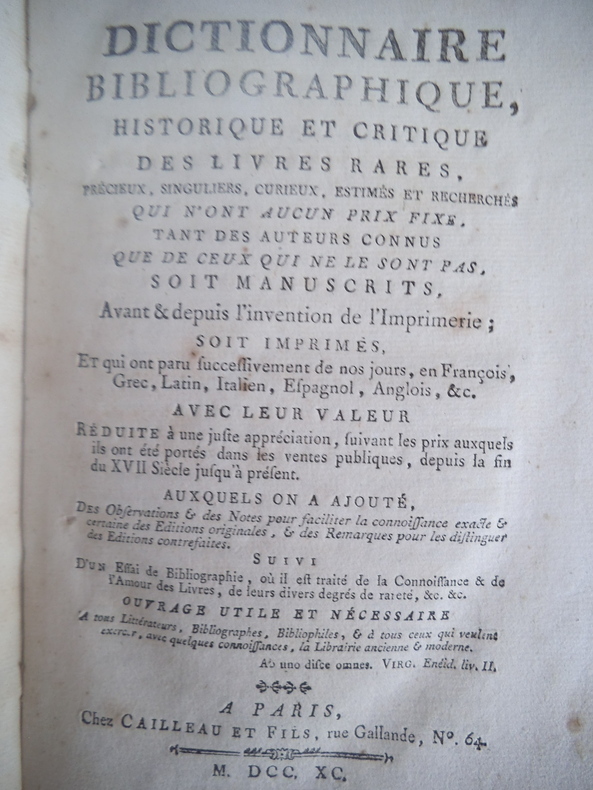 DICTIONNAIRE
BIBLIOGRAPHIQUE,
HISTORIQUE ET CRITIQUE
DES LIVRES RARES,
PRÉCIEUX, SINGULIERS, CURIEUX, ESTIMÉS ET RECHERCHÉS
QUI N'ONT AUCUN PRIX FIXE,
TANT DES AUTEURS CONNUS
QUE DE CEUX QUI NE LE SONT PAS,
SOIT MANUSCRITS,
Avant & depuis l'invention de l'Imprimerie ;
SOIT IMPRIMÉS,
ET qui ont paru ſucceſſivement de nos jours, en François,
Grec, Latin, Italien, Eſpagnol, Anglois, &c.
AVEC LEUR VALEUR
RÉDUITE à une juſte appréciation, ſuivant les prix auxquels
ils ont été portés dans les ventes publiques, depuis la fin
du XVII Siècle juſqu'à préſent.
AUXQUELS ON A AJOUTÉ,
DES Obſervations & des Notes pour faciliter la connoiſſance exacte &
certaine des Editions originales, & des Remarques pour les diſtinguer
des Editions contrefaites.
SUIVI
D'UN Eſſai de Bibliographie, où il eſt traité de la Connoiſſance & de
l'Amour des Livres, de leurs divers degrés de rareté, &c. &c.
OUVRAGE UTILE ET NÉCESSAIRE
A tous Littérateurs, Bibliographes, Bibliophiles, & à tous ceux qui veulent
exercer, avec quelques connoiſſances, la Librairie ancienne & moderne.
Ab uno diſce omnes. VIRG. Enéid. liv. II.
A PARIS,
Chez CAILLEAU ET FILS, rue Gallande, N°. 64.
M. DCC. XC.